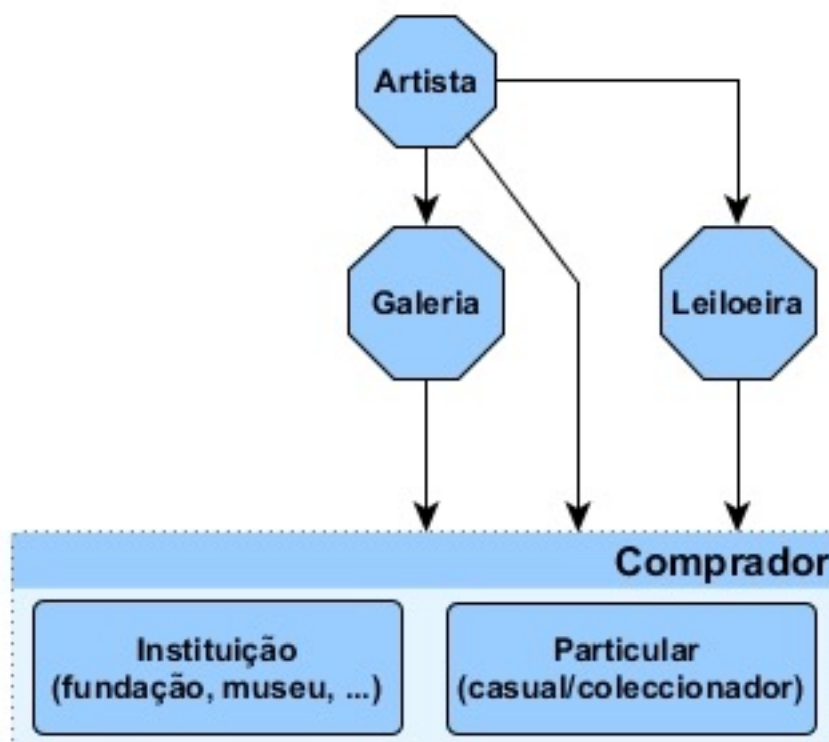 Artista
Galeria
Leiloeira
Comprador
Instituição
(fundação, museu, ...)
Particular
(casual/coleccionador)